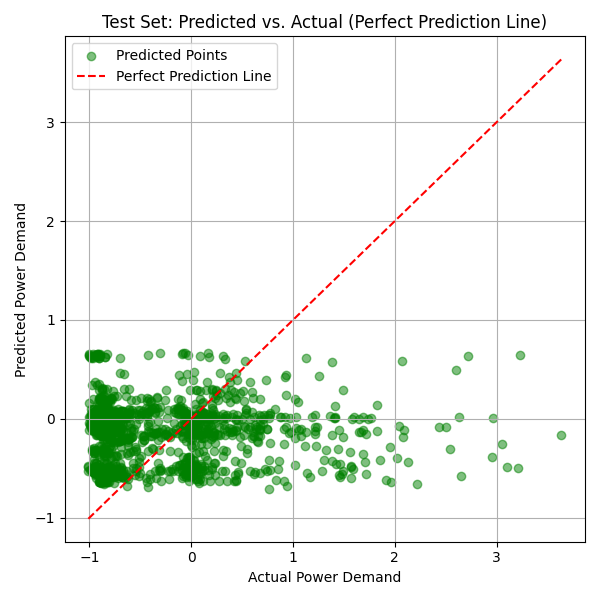 Test Set: Predicted vs. Actual (Perfect Prediction Line)
Predicted Points
Perfect Prediction Line
3
2
1
0
−1
Predicted Power Demand
−1 0 1 2 3
Actual Power Demand